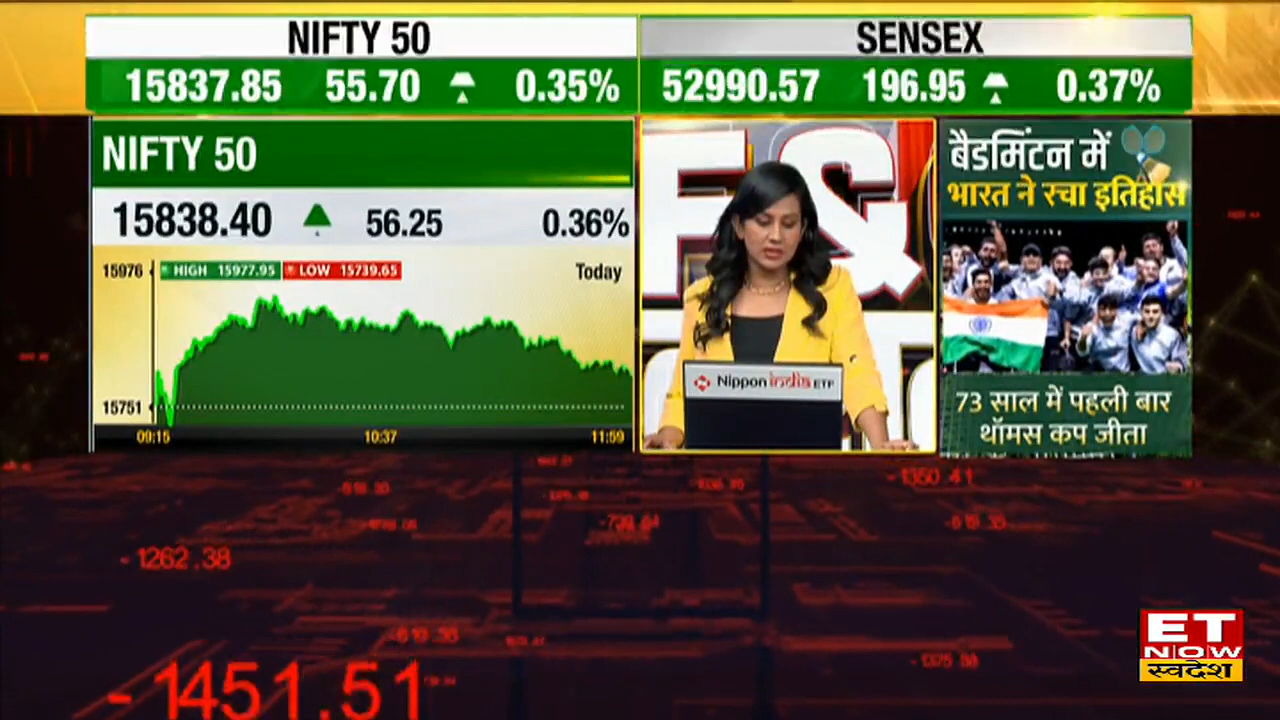 NIFTY 50
15837.85 55.70 0.35%
SENSEX
52990.57 196.95 0.37%
NIFTY 50
15838.40 56.25 0.36%
15976
HIGH 15977.95 LOW 15739.65
Today
15751
09:15 10:37 11:59
F&
Nippon india ETF
बैडमिंटन में
भारत ने रचा इतिहास
73 साल में पहली बार
थॉमस कप जीता
-1350.41
-1262.38
-1451.51
ET
NOW
स्वदेश